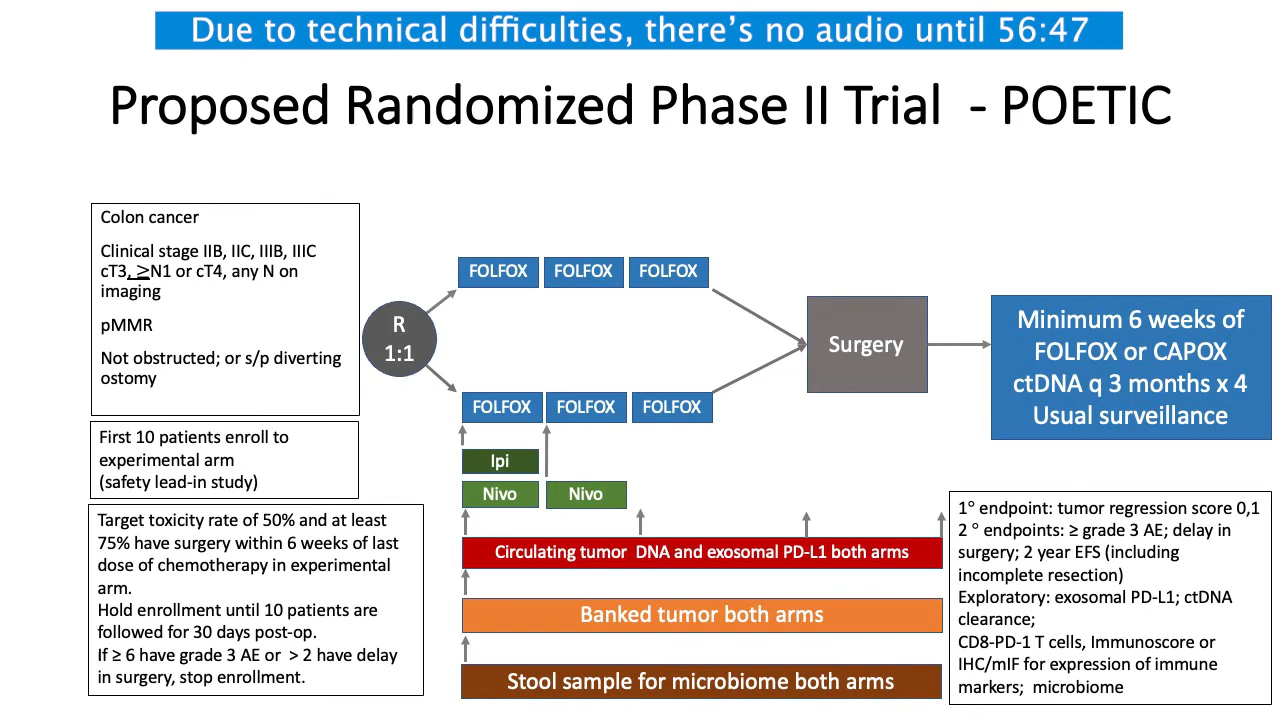 Due to technical difficulties, there's no audio until 56:47
Proposed Randomized Phase II Trial - POETIC
Colon cancer
Clinical stage IIB, IIC, IIIB, IIIC
cT3, ≥N1 or cT4, any N on
imaging
pMMR
Not obstructed; or s/p diverting
ostomy
First 10 patients enroll to
experimental arm
(safety lead-in study)
Target toxicity rate of 50% and at least
75% have surgery within 6 weeks of last
dose of chemotherapy in experimental
arm.
Hold enrollment until 10 patients are
followed for 30 days post-op.
If ≥ 6 have grade 3 AE or > 2 have delay
in surgery, stop enrollment.
R
1:1
FOLFOX FOLFOX FOLFOX
FOLFOX FOLFOX FOLFOX
Ipi
Nivo Nivo
Circulating tumor DNA and exosomal PD-L1 both arms
Banked tumor both arms
Stool sample for microbiome both arms
Surgery
Minimum 6 weeks of
FOLFOX or CAPOX
ctDNA q 3 months x 4
Usual surveillance
1° endpoint: tumor regression score 0,1
2 ° endpoints: ≥ grade 3 AE; delay in
surgery; 2 year EFS (including
incomplete resection)
Exploratory: exosomal PD-L1; ctDNA
clearance;
CD8-PD-1 T cells, Immunoscore or
IHC/mIF for expression of immune
markers; microbiome